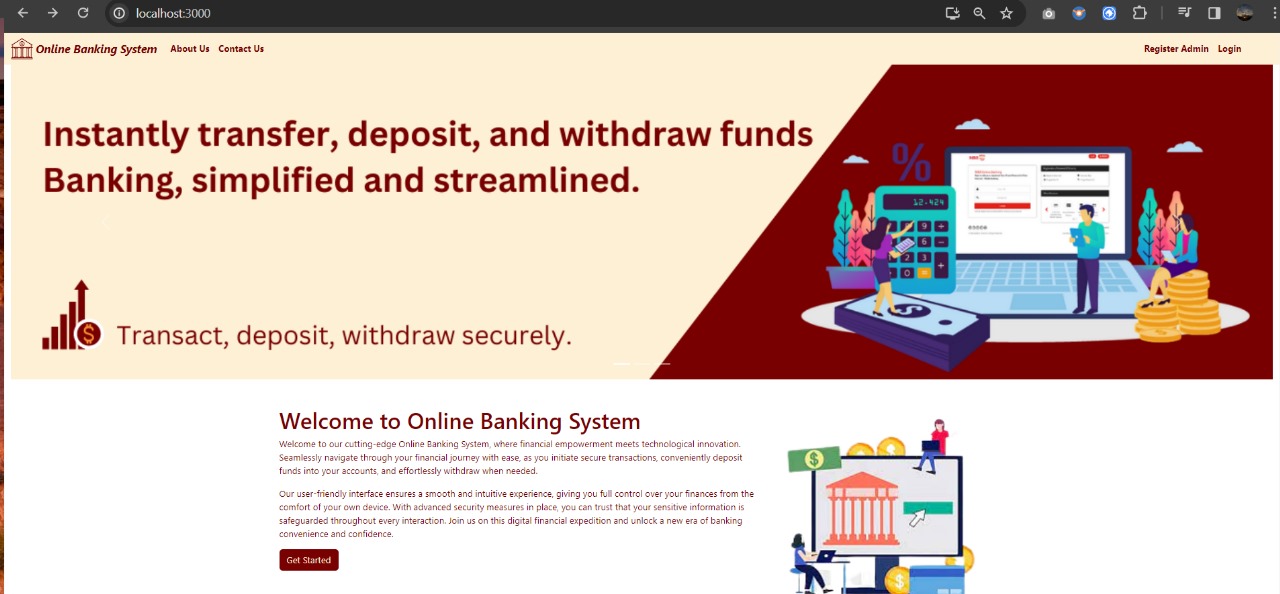 localhost:3000
Online Banking System About Us Contact Us Register Admin Login
Instantly transfer, deposit, and withdraw funds
Banking, simplified and streamlined.
%
12-424
9 + 
6 -
2 3 +
0 =
$
Transact, deposit, withdraw securely.
Welcome to Online Banking System
Welcome to our cutting-edge Online Banking System, where financial empowerment meets technological innovation.
Seamlessly navigate through your financial journey with ease, as you initiate secure transactions, conveniently deposit
funds into your accounts, and effortlessly withdraw when needed.
Our user-friendly interface ensures a smooth and intuitive experience, giving you full control over your finances from the
comfort of your own device. With advanced security measures in place, you can trust that your sensitive information is
safeguarded throughout every interaction. Join us on this digital financial expedition and unlock a new era of banking
convenience and confidence.
Get Started